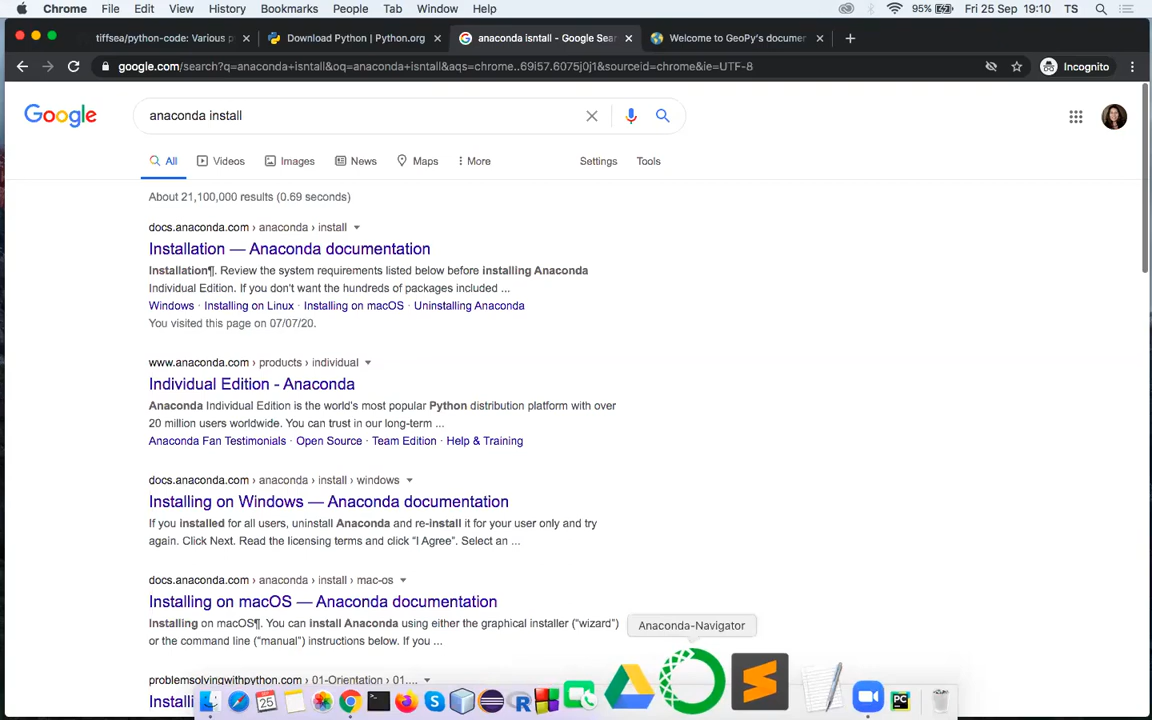 Chrome File Edit View History Bookmarks People Tab Window Help 95% Fri 25 Sep 19:10 TS
tiffsea/python-code: Various p Download Python | Python.org anaconda isntall - Google Sear Welcome to GeoPy's documen
google.com/search?q=anaconda+isntall&oq=anaconda+isntall&aqs=chrome..69i57.6075j0j1&sourceid=chrome&ie=UTF-8 Incognito
Google anaconda install
All Videos Images News Maps More Settings Tools
About 21,100,000 results (0.69 seconds)
docs.anaconda.com › anaconda › install
Installation — Anaconda documentation
Installation¶. Review the system requirements listed below before installing Anaconda
Individual Edition. If you don't want the hundreds of packages included ...
Windows · Installing on Linux · Installing on macOS · Uninstalling Anaconda
You visited this page on 07/07/20.
www.anaconda.com › products › individual
Individual Edition - Anaconda
Anaconda Individual Edition is the world's most popular Python distribution platform with over
20 million users worldwide. You can trust in our long-term ...
Anaconda Fan Testimonials · Open Source · Team Edition · Help & Training
docs.anaconda.com › anaconda › install › windows
Installing on Windows — Anaconda documentation
If you installed for all users, uninstall Anaconda and re-install it for your user only and try
again. Click Next. Read the licensing terms and click “I Agree”. Select an ...
docs.anaconda.com › anaconda › install › mac-os
Installing on macOS — Anaconda documentation
Installing on macOS¶. You can install Anaconda using either the graphical installer (“wizard”)
or the command line (“manual”) instructions below. If you ...
Anaconda-Navigator
problemsolvingwithpython.com › 01-Orientation › 01....
Installi
25
PC